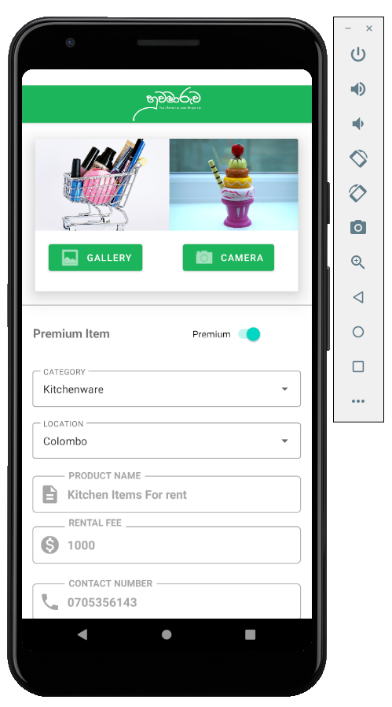 හුවමාරුව
GALLERY
CAMERA
Premium Item
Premium
CATEGORY
Kitchenware
LOCATION
Colombo
PRODUCT NAME
Kitchen Items For rent
RENTAL FEE
1000
CONTACT NUMBER
0705356143